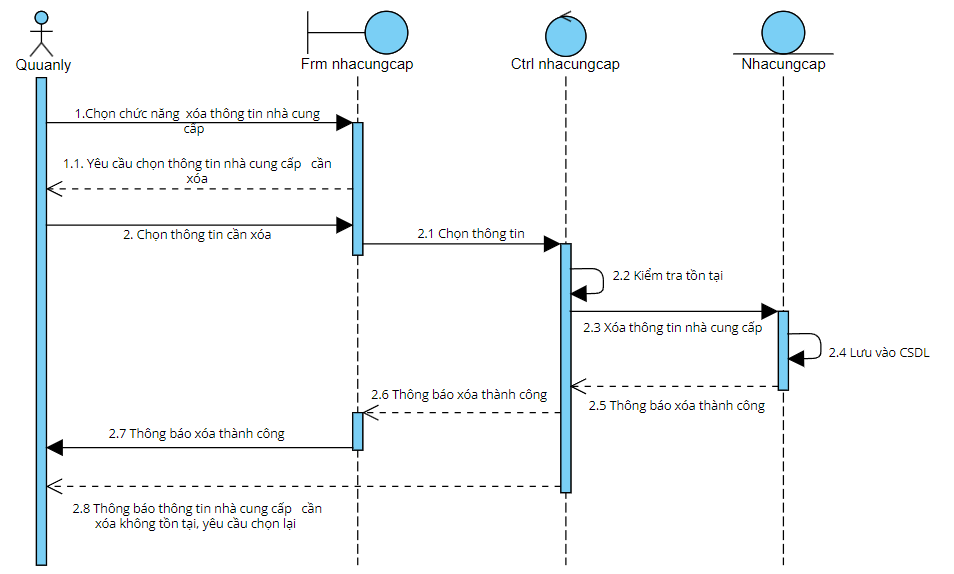 Quuanly
Frm nhacungcap
Ctrl nhacungcap
Nhacungcap
1.Chọn chức năng xóa thông tin nhà cung
cấp
1.1. Yêu cầu chọn thông tin nhà cung cấp cần
xóa
2. Chọn thông tin cần xóa
2.1 Chọn thông tin
2.2 Kiểm tra tồn tại
2.3 Xóa thông tin nhà cung cấp
2.4 Lưu vào CSDL
2.5 Thông báo xóa thành công
2.6 Thông báo xóa thành công
2.7 Thông báo xóa thành công
2.8 Thông báo thông tin nhà cung cấp cần
xóa không tồn tại, yêu cầu chọn lại